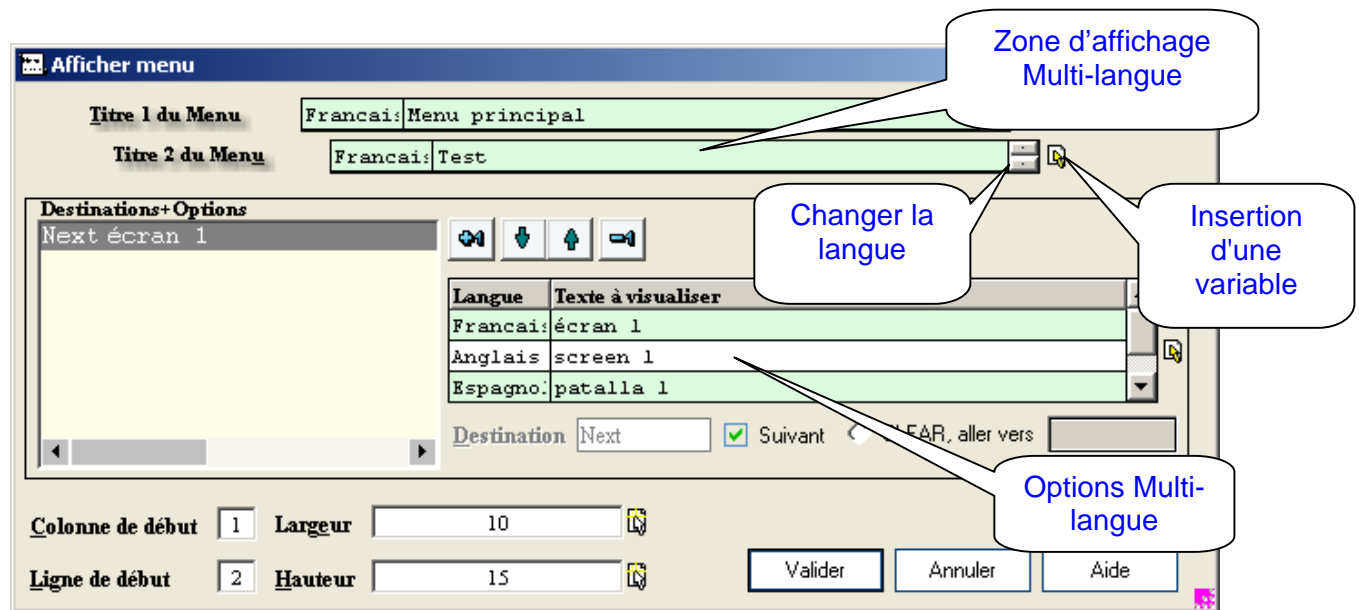 Zone d'affichage
Multi-langue
Afficher menu
Titre 1 du Menu Francais Menu principal
Titre 2 du Menu Francais Test
Changer la
langue
Insertion
d'une
variable
Destinations+Options
Next écran 1
Langue Texte à visualiser
Francais écran 1
Anglais screen 1
Espagno patalla 1
Destination Next Suivant aller vers
Options Multi-
langue
Colonne de début 1 Largeur 10
Ligne de début 2 Hauteur 15
Valider Annuler Aide